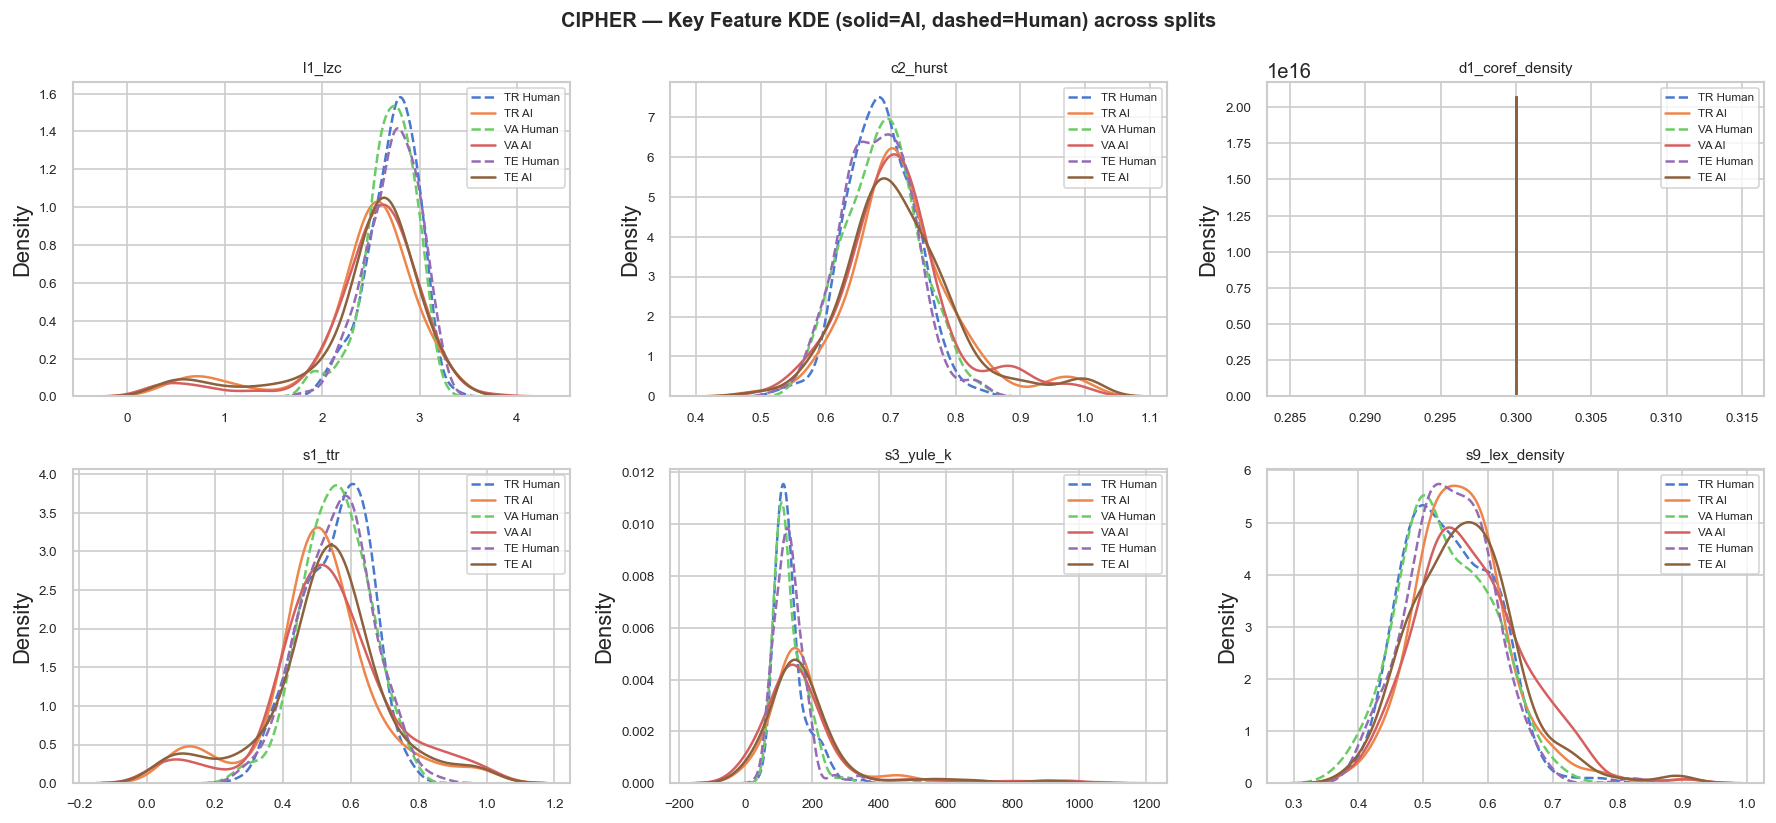 CIPHER — Key Feature KDE (solid=AI, dashed=Human) across splits
l1_lzc
Density
1.6
1.4
1.2
1.0
0.8
0.6
0.4
0.2
0.0
0
1
2
3
4
TR Human
TR AI
VA Human
VA AI
TE Human
TE AI
c2_hurst
Density
7
6
5
4
3
2
1
0
0.4
0.5
0.6
0.7
0.8
0.9
1.0
1.1
TR Human
TR AI
VA Human
VA AI
TE Human
TE AI
1e16
d1_coref_density
Density
2.00
1.75
1.50
1.25
1.00
0.75
0.50
0.25
0.00
0.285
0.290
0.295
0.300
0.305
0.310
0.315
TR Human
TR AI
VA Human
VA AI
TE Human
TE AI
s1_ttr
Density
4.0
3.5
3.0
2.5
2.0
1.5
1.0
0.5
0.0
−0.2
0.0
0.2
0.4
0.6
0.8
1.0
1.2
TR Human
TR AI
VA Human
VA AI
TE Human
TE AI
s3_yule_k
Density
0.012
0.010
0.008
0.006
0.004
0.002
0.000
−200
0
200
400
600
800
1000
1200
TR Human
TR AI
VA Human
VA AI
TE Human
TE AI
s9_lex_density
Density
6
5
4
3
2
1
0
0.3
0.4
0.5
0.6
0.7
0.8
0.9
1.0
TR Human
TR AI
VA Human
VA AI
TE Human
TE AI